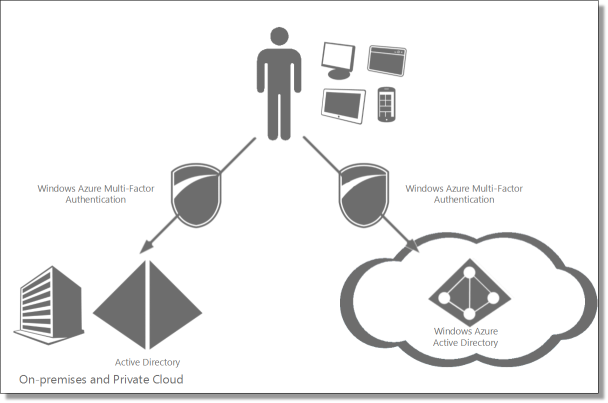 Windows Azure Multi-Factor
Authentication
Windows Azure Multi-Factor
Authentication
Windows Azure
Active Directory
Active Directory
On-premises and Private Cloud